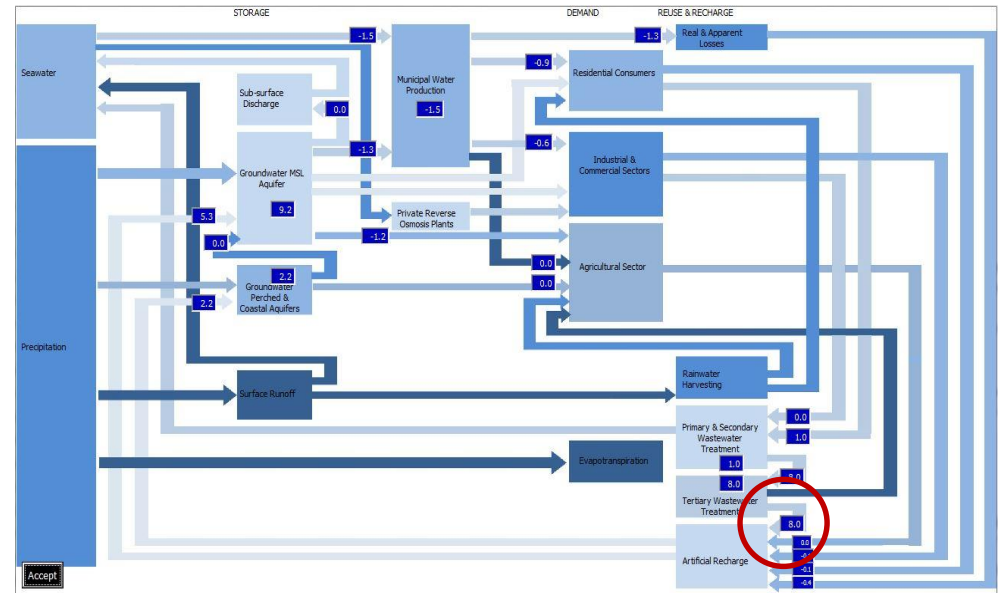 STORAGE
DEMAND
REUSE & RECHARGE
Seawater
-1.5
-1.3
Real & Apparent
Losses
Sub-surface
Discharge
0.0
Municipal Water
Production
-1.5
-0.9
Residential Consumers
-1.3
-0.6
Groundwater MSL
Aquifer
9.2
Industrial &
Commercial Sectors
5.3
0.0
Private Reverse
Osmosis Plants
-1.2
2.2
Groundwater
Perched &
Coastal Aquifers
2.2
0.0
0.0
Agricultural Sector
Precipitation
Surface Runoff
Rainwater
Harvesting
Evapotranspiration
Primary & Secondary
Wastewater
Treatment
1.0
0.0
1.0
8.0
Tertiary Wastewater
Treatment
8.0
Artificial Recharge
0.0
-0.1
-0.4
Accept